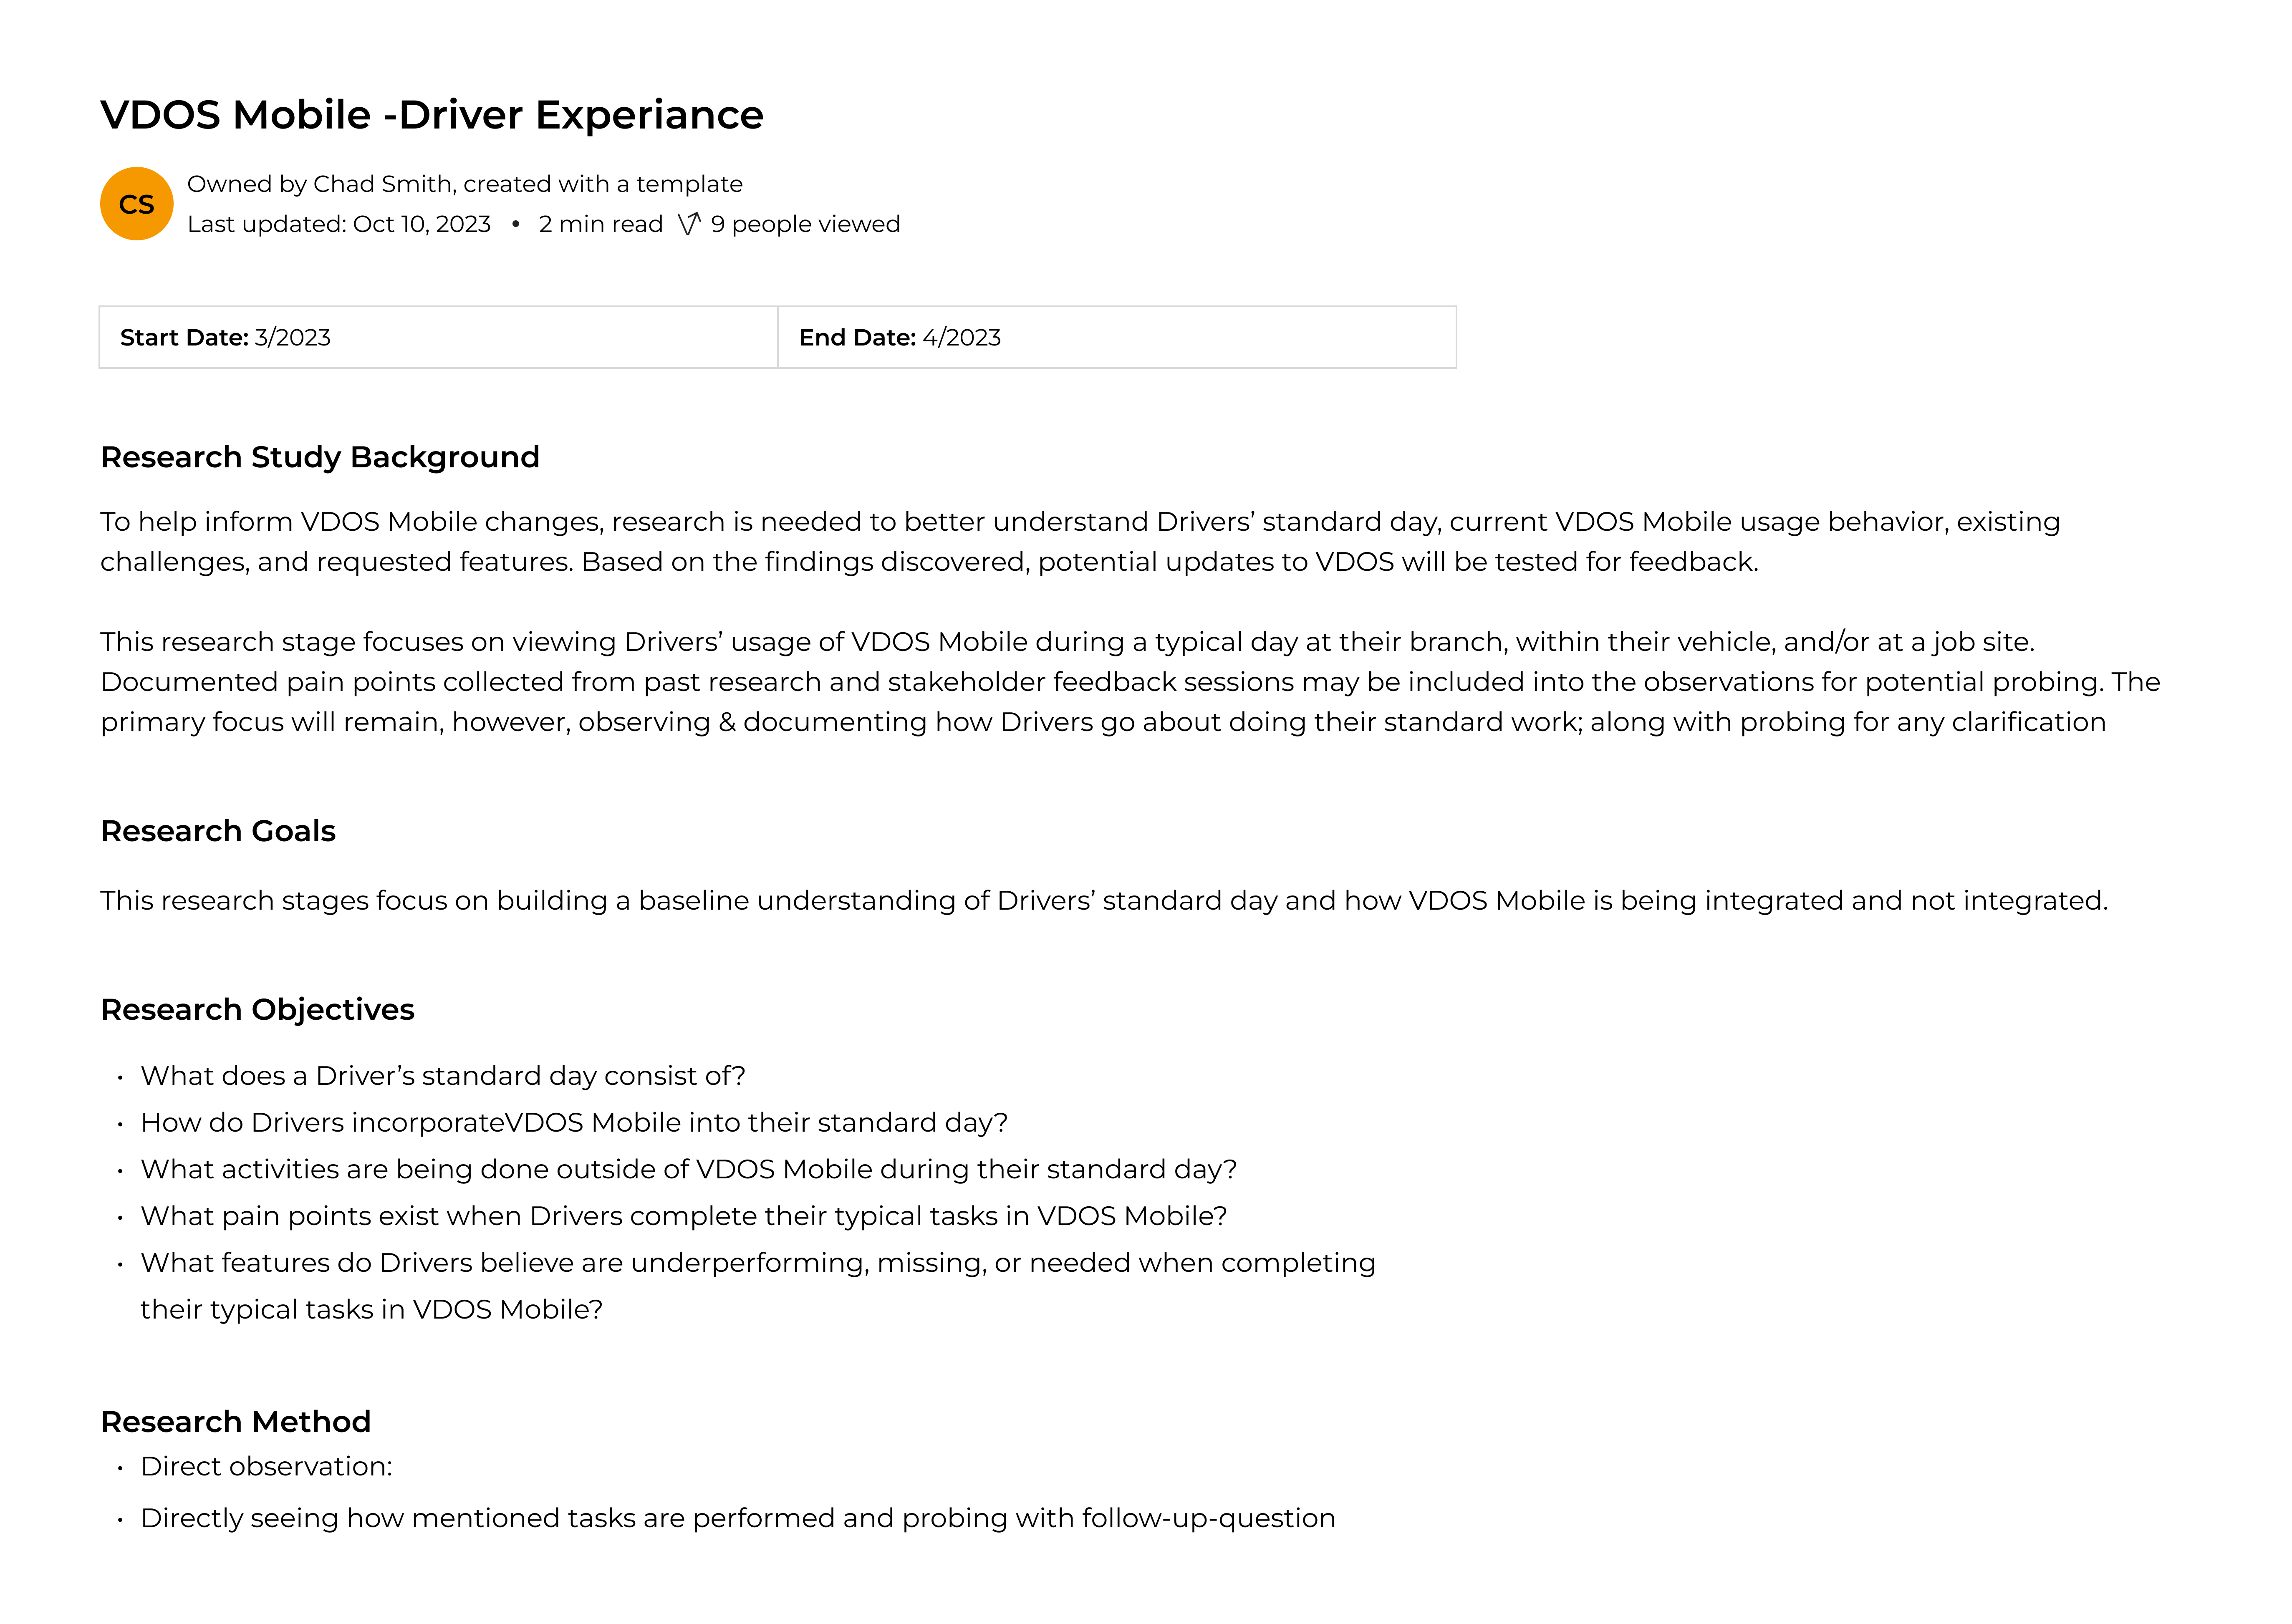 VDOS Mobile -Driver Experiance
CS
Owned by Chad Smith, created with a template
Last updated: Oct 10, 2023 • 2 min read 9 people viewed
Start Date: 3/2023
End Date: 4/2023
Research Study Background
To help inform VDOS Mobile changes, research is needed to better understand Drivers’ standard day, current VDOS Mobile usage behavior, existing
challenges, and requested features. Based on the findings discovered, potential updates to VDOS will be tested for feedback.
This research stage focuses on viewing Drivers’ usage of VDOS Mobile during a typical day at their branch, within their vehicle, and/or at a job site.
Documented pain points collected from past research and stakeholder feedback sessions may be included into the observations for potential probing. The
primary focus will remain, however, observing & documenting how Drivers go about doing their standard work; along with probing for any clarification
Research Goals
This research stages focus on building a baseline understanding of Drivers’ standard day and how VDOS Mobile is being integrated and not integrated.
Research Objectives
• What does a Driver’s standard day consist of?
• How do Drivers incorporateVDOS Mobile into their standard day?
• What activities are being done outside of VDOS Mobile during their standard day?
• What pain points exist when Drivers complete their typical tasks in VDOS Mobile?
• What features do Drivers believe are underperforming, missing, or needed when completing
their typical tasks in VDOS Mobile?
Research Method
• Direct observation:
• Directly seeing how mentioned tasks are performed and probing with follow-up-question